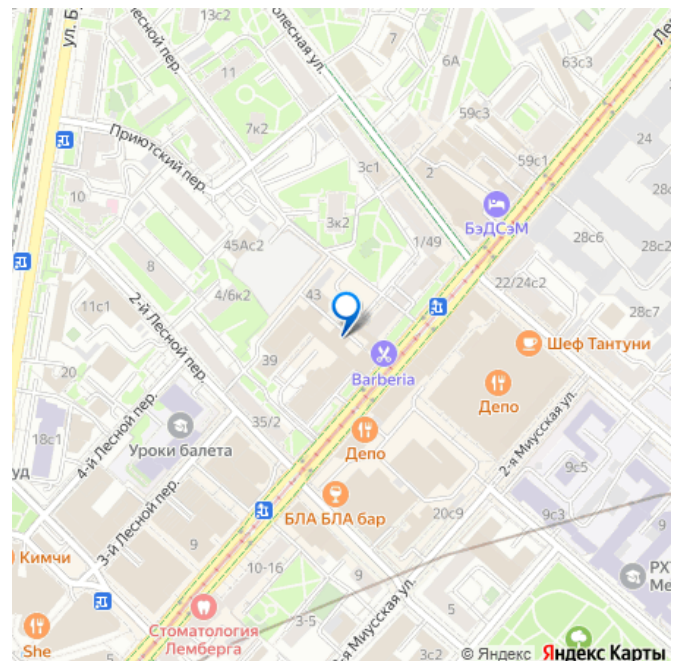 13с2
ул. Б
Лесной пер.
олесная ул.
7
Ле
63с3
6А
11
59с3
7к2
24
Приютский пер.
3с1
2
59с1
28с
10
БэДСэМ
3к2
45Ас2
1/49
28с6
28с2
8
22/24с2
43
4/6к2
28с7
11с1
2-й Лесной пер.
Шеф Тантуни
39
Barberia
20
Депо
35/2
18с1
4-й Лесной пер.
Уроки балета
Депо
2-я Миусская ул.
уд
9с5
3-й Лесной пер.
БЛА БЛА бар
20с9
9с3
9
Кимчи
9
10-16
9
РХ
Ме
5
5
She
Стоматология
Лемберга
3-5
2-я Миусская ул.
3с2
© Яндекс Яндекс Карты